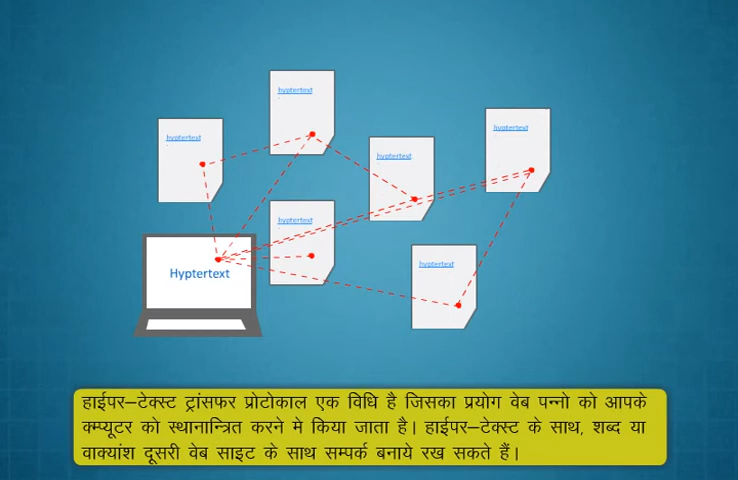 hyptertext
hyptertext
hyptertext
hyptertext
hyptertext
hyptertext
Hyptertext
हाईपर–टेक्स्ट ट्रांसफर प्रोटोकाल एक विधि है जिसका प्रयोग वेब पन्नो को आपके
कम्प्यूटर को स्थानान्त्रित करने मे किया जाता है। हाईपर–टेक्स्ट के साथ, शब्द या
वाक्यांश दूसरी वेब साइट के साथ सम्पर्क बनाये रख सकते हैं।